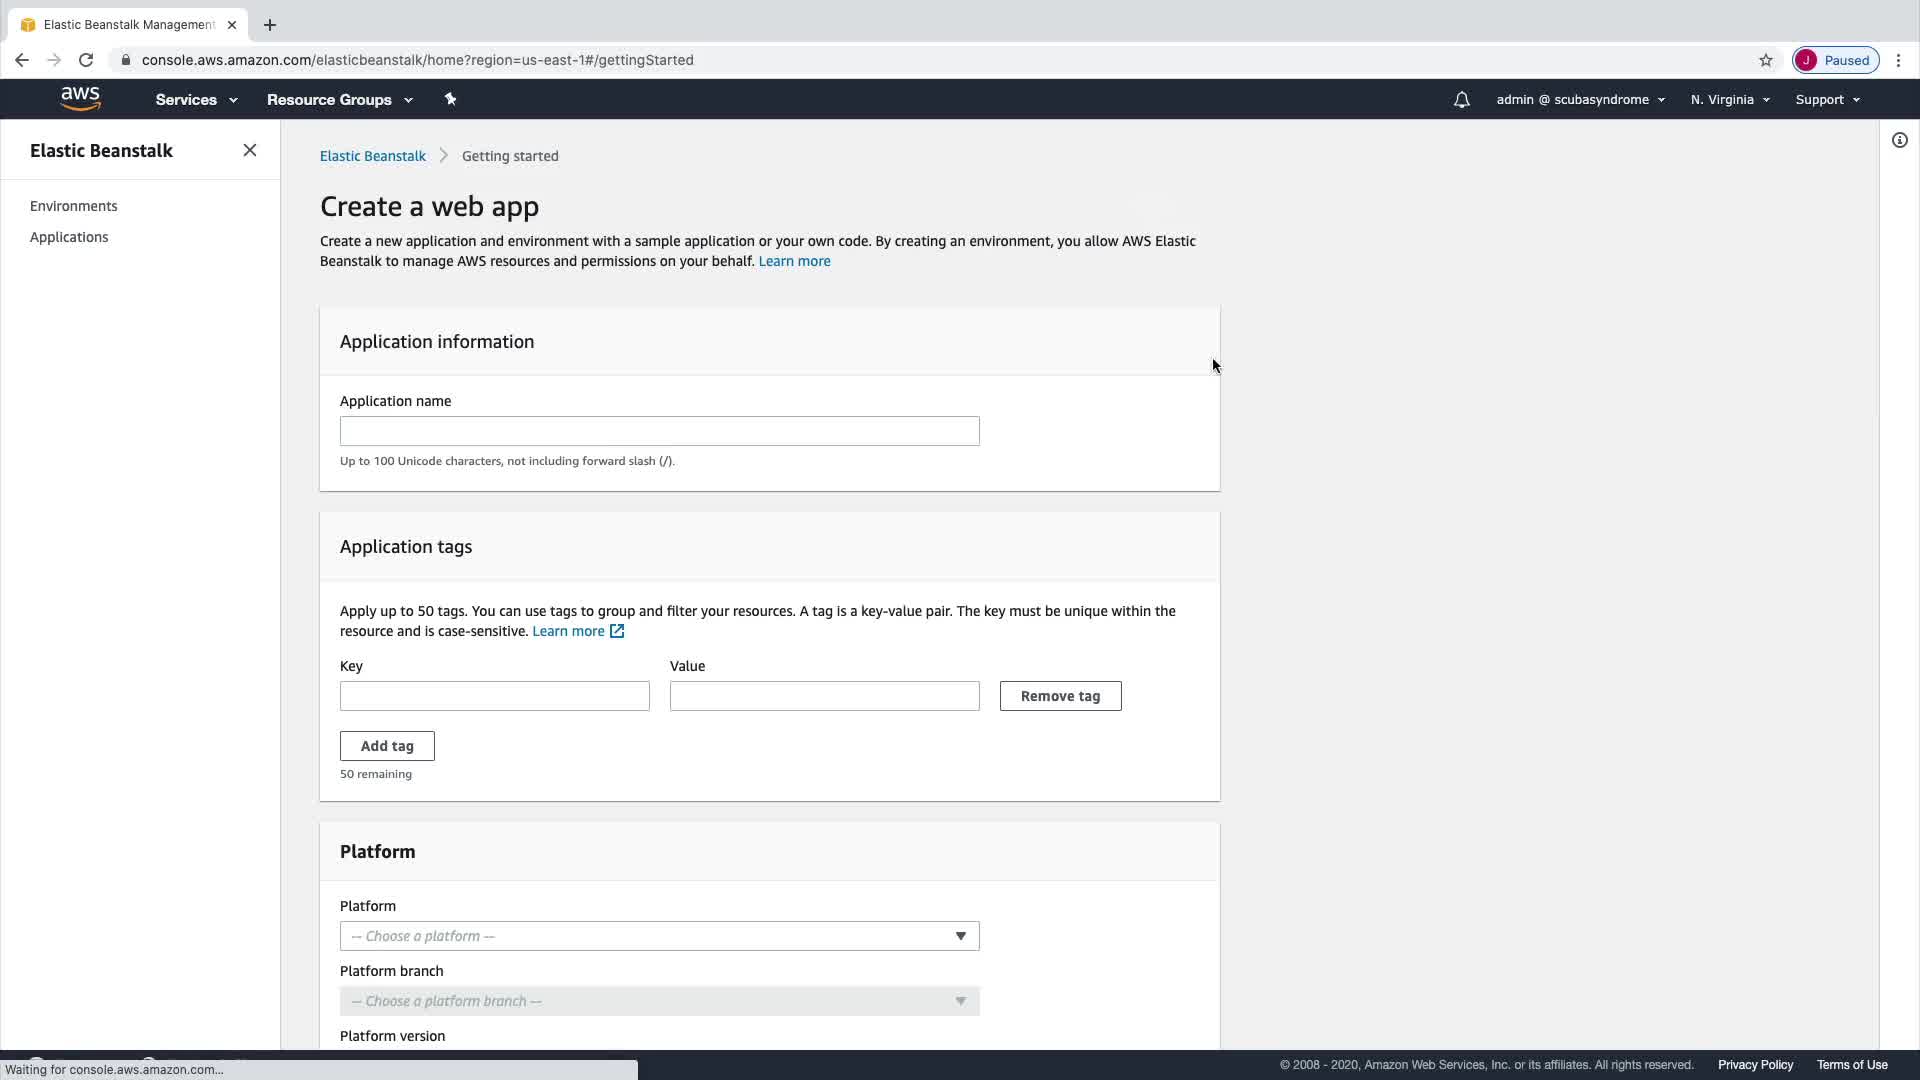 Elastic Beanstalk Management
console.aws.amazon.com/elasticbeanstalk/home?region=us-east-1#/gettingStarted
J Paused
aws Services Resource Groups admin @ scubasyndrome N. Virginia Support
Elastic Beanstalk
Environments
Applications
Elastic Beanstalk Getting started
Create a web app
Create a new application and environment with a sample application or your own code. By creating an environment, you allow AWS Elastic
Beanstalk to manage AWS resources and permissions on your behalf. Learn more
Application information
Application name
Up to 100 Unicode characters, not including forward slash (/).
Application tags
Apply up to 50 tags. You can use tags to group and filter your resources. A tag is a key-value pair. The key must be unique within the
resource and is case-sensitive. Learn more
Key Value
Remove tag
Add tag
50 remaining
Platform
Platform
-- Choose a platform --
Platform branch
-- Choose a platform branch --
Platform version
© 2008 - 2020, Amazon Web Services, Inc. or its affiliates. All rights reserved. Privacy Policy Terms of Use
Waiting for console.aws.amazon.com...